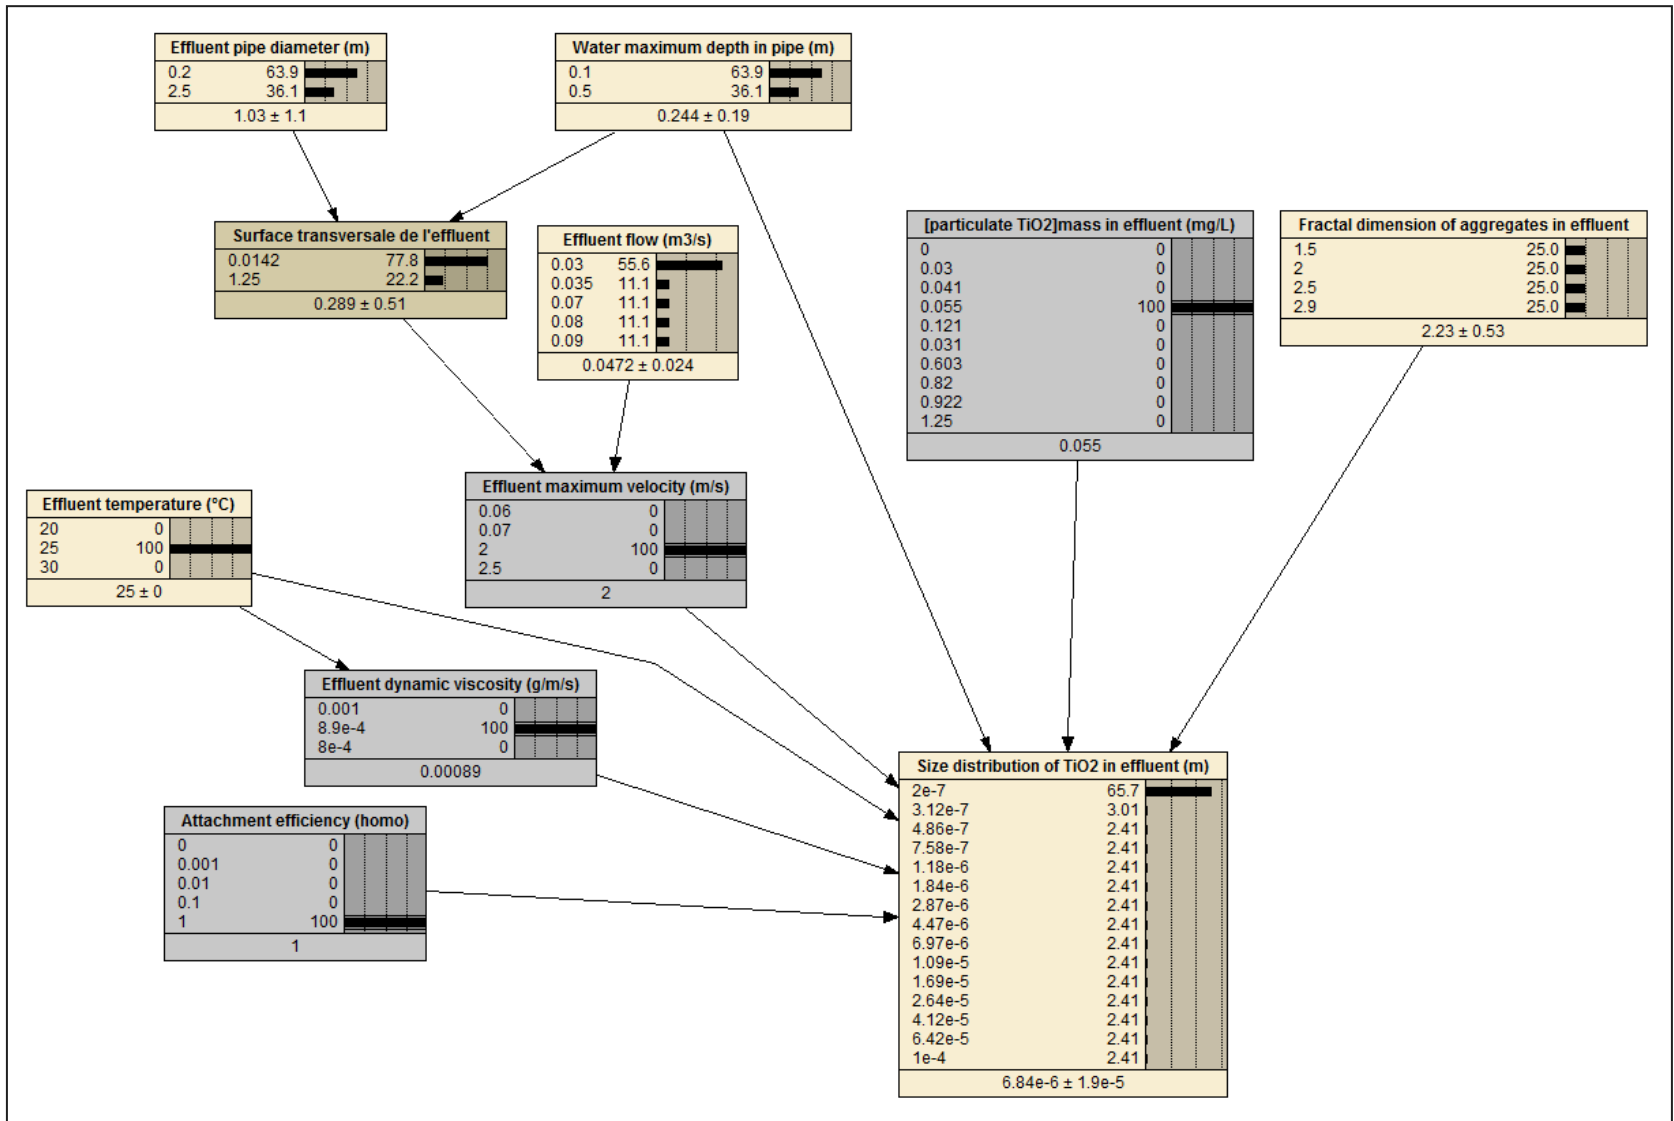 Effluent pipe diameter (m)
0.2 63.9
2.5 36.1
1.03 ± 1.1
Water maximum depth in pipe (m)
0.1 63.9
0.5 36.1
0.244 ± 0.19
Surface transversale de l'effluent
0.0142 77.8
1.25 22.2
0.289 ± 0.51
Effluent flow (m3/s)
0.03 55.6
0.035 11.1
0.07 11.1
0.08 11.1
0.09 11.1
0.0472 ± 0.024
[particulate TiO2]mass in effluent (mg/L)
0 0
0.03 0
0.041 0
0.055 100
0.121 0
0.031 0
0.603 0
0.82 0
0.922 0
1.25 0
0.055
Fractal dimension of aggregates in effluent
1.5 25.0
2 25.0
2.5 25.0
2.9 25.0
2.23 ± 0.53
Effluent temperature (°C)
20 0
25 100
30 0
25 ± 0
Effluent maximum velocity (m/s)
0.06 0
0.07 0
2 100
2.5 0
2
Effluent dynamic viscosity (g/m/s)
0.001 0
8.9e-4 100
8e-4 0
0.00089
Attachment efficiency (homo)
0 0
0.001 0
0.01 0
0.1 0
1 100
1
Size distribution of TiO2 in effluent (m)
2e-7 65.7
3.12e-7 3.01
4.86e-7 2.41
7.58e-7 2.41
1.18e-6 2.41
1.84e-6 2.41
2.87e-6 2.41
4.47e-6 2.41
6.97e-6 2.41
1.09e-5 2.41
1.69e-5 2.41
2.64e-5 2.41
4.12e-5 2.41
6.42e-5 2.41
1e-4 2.41
6.84e-6 ± 1.9e-5